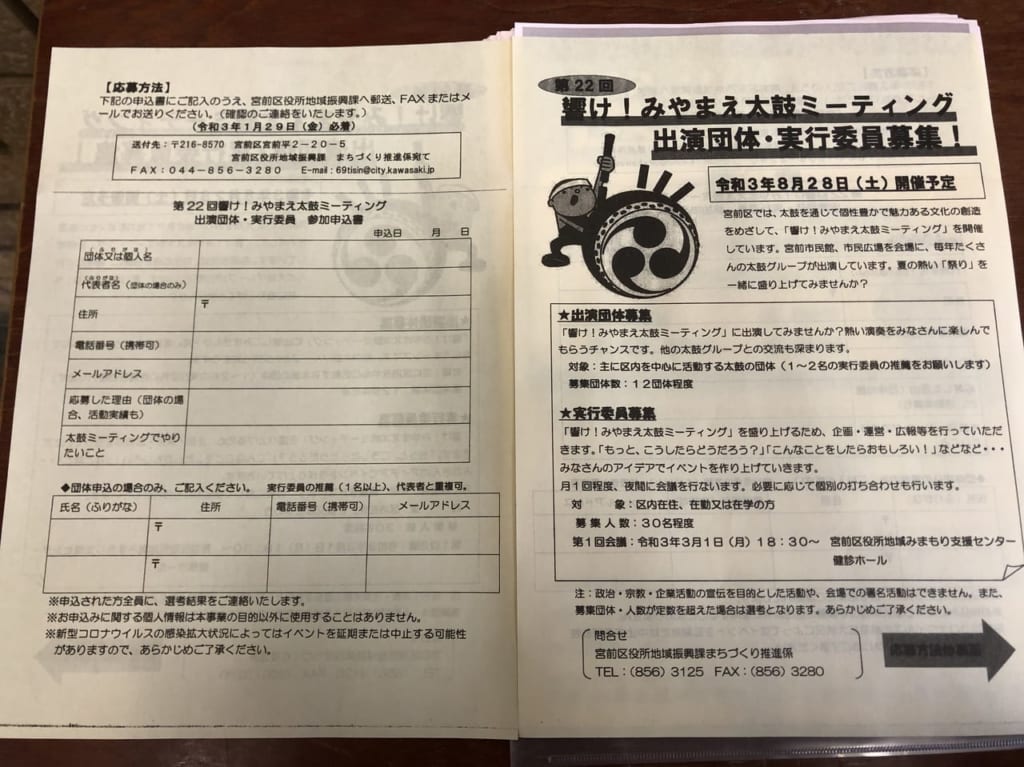 【応募方法】
下記の申込書にご記入のうえ、宮前区役所地域振興課へ郵送、FAXまたはメ
ールでお送りください。（確認のご連絡をいたします。）
（令和3年1月29日（金）必着）
送付先：〒216-8570 宮前区宮前平2－20－5
宮前区役所地域振興課 まちづくり推進係宛て
FAX：044－856－3280 E-mail：69tisin@city.kawasaki.jp
第22回響け！みやまえ太鼓ミーティング
出演団体・実行委員 参加申込書
申込日 月 日
（ふりがな）
団体又は個人名
（ふりがな）
代表者名（団体の場合のみ）
住所
〒
電話番号（携帯可）
メールアドレス
応募した理由（団体の場
合、活動実績も）
太鼓ミーティングでやり
たいこと
◆団体申込の場合のみ、ご記入ください。 実行委員の推薦（1名以上）、代表者と重複可。
氏名（ふりがな） 住所 電話番号（携帯可） メールアドレス
〒
〒
※申込された方全員に、選考結果をご連絡いたします。
※お申込みに関する個人情報は本事業の目的以外に使用することはありません。
※新型コロナウイルスの感染拡大状況によってはイベントを延期または中止する可能性
がありますので、あらかじめご了承ください。
第22回
響け！みやまえ太鼓ミーティング
出演団体・実行委員募集！
令和3年8月28日（土）開催予定
宮前区では、太鼓を通じて個性豊かで魅力ある文化の創造
をめざして、「響け！みやまえ太鼓ミーティング」を開催
しています。宮前市民館、市民広場を会場に、毎年たくさ
んの太鼓グループが出演しています。夏の熱い「祭り」を
一緒に盛り上げてみませんか？
★出演団体募集
「響け！みやまえ太鼓ミーティング」に出演してみませんか？熱い演奏をみなさんに楽しんで
もらうチャンスです。他の太鼓グループとの交流も深まります。
対象：主に区内を中心に活動する太鼓の団体（1～2名の実行委員の推薦をお願いします）
募集団体数：12団体程度
★実行委員募集
「響け！みやまえ太鼓ミーティング」を盛り上げるため、企画・運営・広報等を行っていただ
きます。「もっと、こうしたらどうだろう？」「こんなことをしたらおもしろい！」などなど・・・
みなさんのアイデアでイベントを作り上げていきます。
月1回程度、夜間に会議を行ないます。必要に応じて個別の打ち合わせも行います。
対 象：区内在住、在勤又は在学の方
募集人数：30名程度
第1回会議：令和3年3月1日（月）18：30～ 宮前区役所地域みまもり支援センター
健診ホール
注：政治・宗教・企業活動の宣伝を目的とした活動や、会場での署名活動はできません。また、
募集団体・人数が定数を超えた場合は選考となります。あらかじめご了承ください。
問合せ
宮前区役所地域振興課まちづくり推進係
TEL：(856) 3125 FAX：(856) 3280
応募方法は裏面